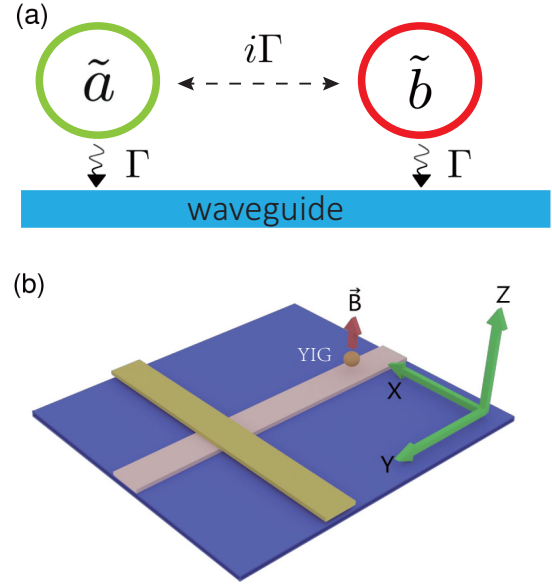 (a)
iΓ
ã b̃
Γ Γ
waveguide
(b)
B⃗ Z
YIG
X
Y